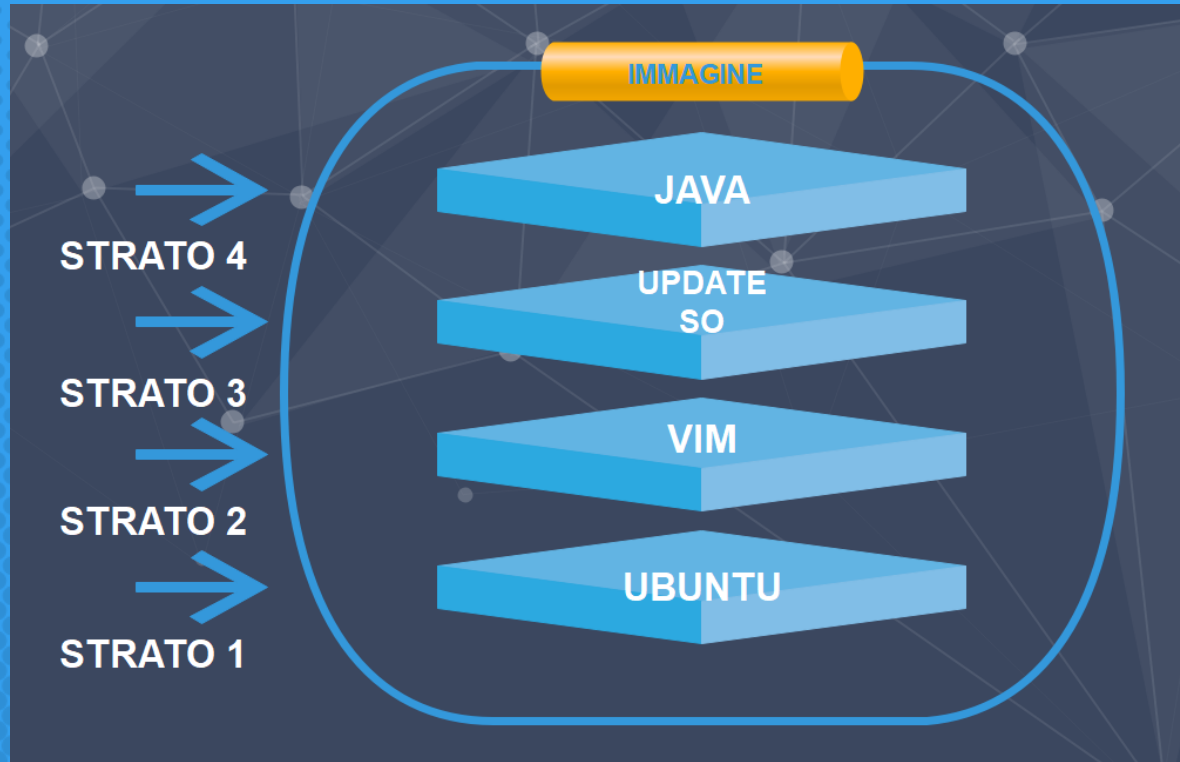 IMMAGINE
JAVA
STRATO 4
UPDATE
SO
STRATO 3
VIM
STRATO 2
UBUNTU
STRATO 1